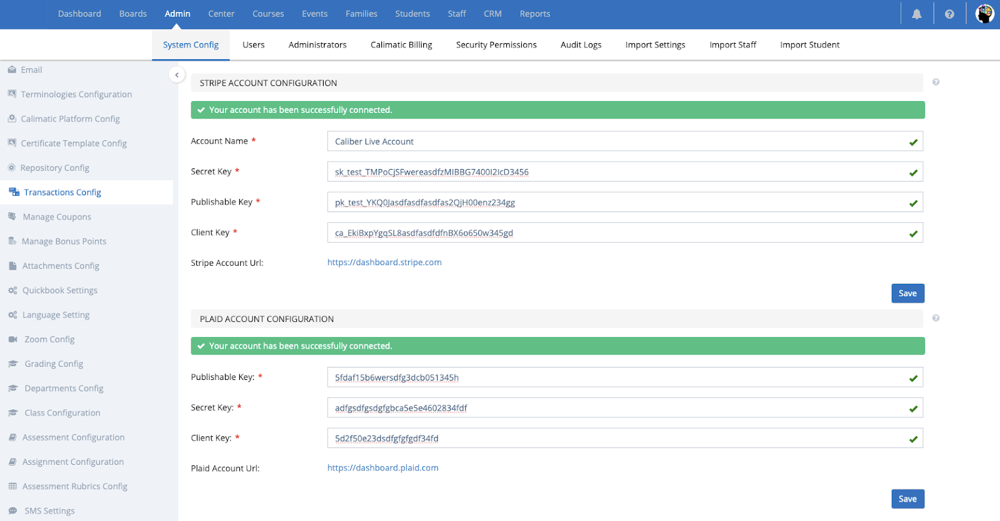 Dashboard Boards Admin Center Courses Events Families Students Staff CRM Reports
System Config Users Administrators Calimatic Billing Security Permissions Audit Logs Import Settings Import Staff Import Student
Email
Terminologies Configuration
Calimatic Platform Config
Certificate Template Config
Repository Config
Transactions Config
Manage Coupons
Manage Bonus Points
Attachments Config
Quickbook Settings
Language Setting
Zoom Config
Grading Config
Departments Config
Class Configuration
Assessment Configuration
Assignment Configuration
Assessment Rubrics Config
SMS Settings
STRIPE ACCOUNT CONFIGURATION
Your account has been successfully connected.
Account Name * Caliber Live Account
Secret Key * sk_test_TMPoCjSFwereasdfzMIBBG7400I2IcD3456
Publishable Key * pk_test_YKQ0Jasdfasdfasdfas2QjH00enz234gg
Client Key * ca_EkiBxpYgqSL8asdfasdfdfnBX6o650w345gd
Stripe Account Url: https://dashboard.stripe.com
Save
PLAID ACCOUNT CONFIGURATION
Your account has been successfully connected.
Publishable Key: * 5fdaf15b6wersdfg3dcb051345h
Secret Key: * adfgsdfgsdgfgbca5e5e4602834fdf
Client Key: * 5d2f50e23dsdfgfgfgdf34fd
Plaid Account Url: https://dashboard.plaid.com
Save